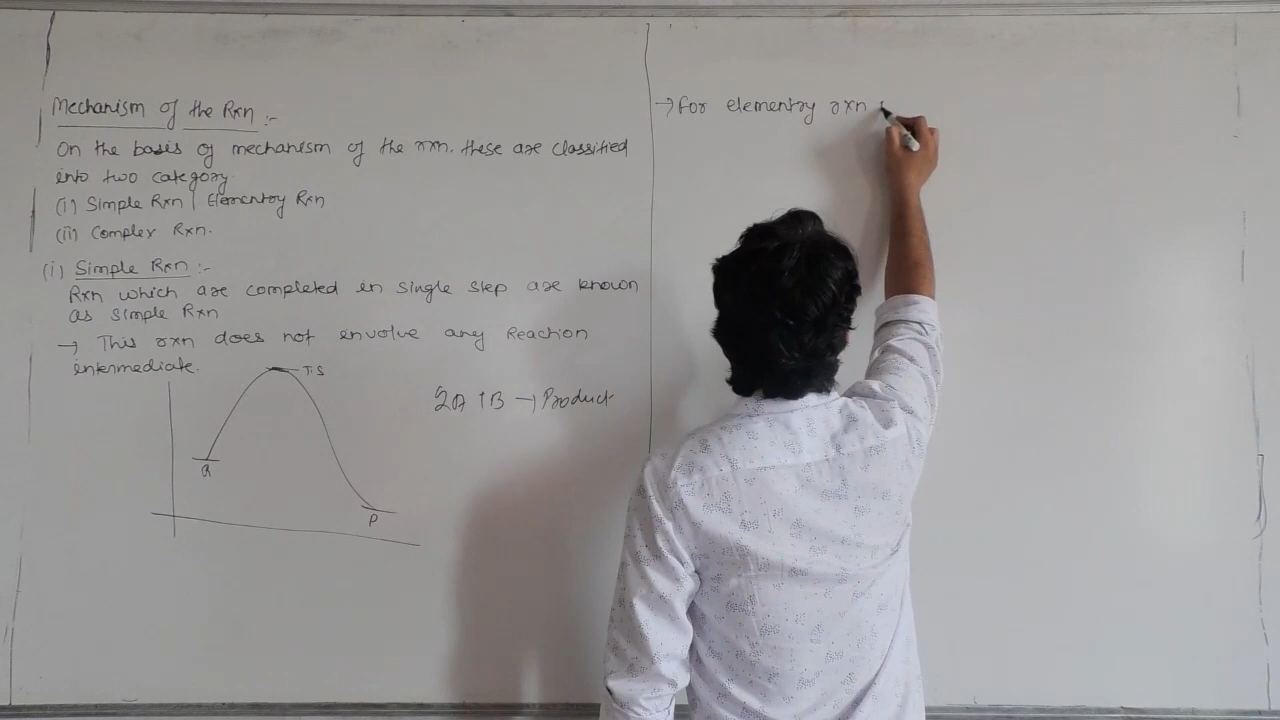 Mechanism of the Rxn :-
On the basis of mechanism of the rxn. these are classified
into two category.
(i) Simple Rxn | Elementry Rxn
(ii) Complex Rxn.
(i) Simple Rxn :-
Rxn which are completed in single step are known
as simple Rxn
→ This rxn does not envolve any Reaction
intermediate.
T.S
R
P
2A + B → Product
→ for elementry rxn